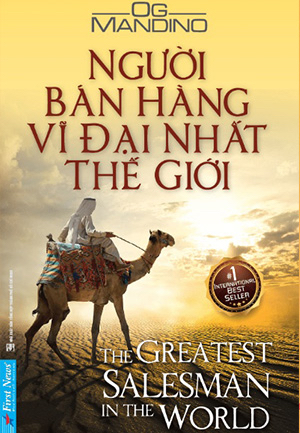 OG
MANDINO
NGƯỜI
BÁN HÀNG
VĨ ĐẠI NHẤT
THẾ GIỚI
#1
INTERNATIONAL
BEST
SELLER
THE GREATEST
SALESMAN
IN THE WORLD
First News